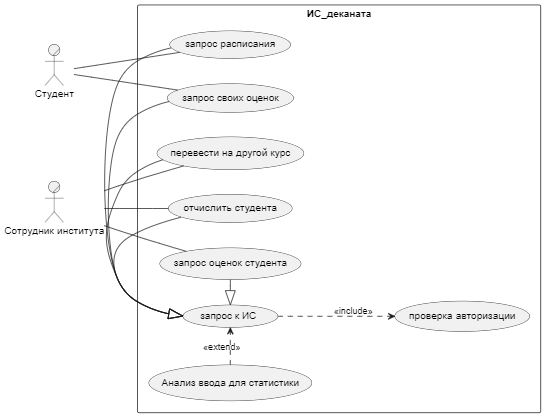 ИС_деканата
запрос расписания
Студент
запрос своих оценок
перевести на другой курс
отчислить студента
Сотрудник института
запрос оценок студента
запрос к ИС
«include»
проверка авторизации
«extend»
Анализ ввода для статистики